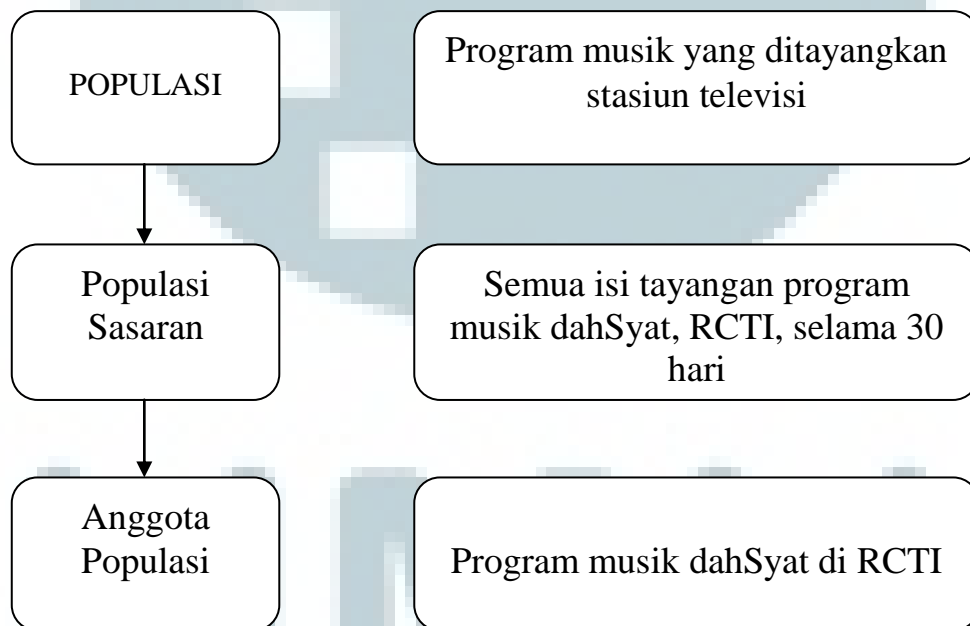 POPULASI
Program musik yang ditayangkan
stasiun televisi
Populasi
Sasaran
Semua isi tayangan program
musik dahSyat, RCTI, selama 30
hari
Anggota
Populasi
Program musik dahSyat di RCTI